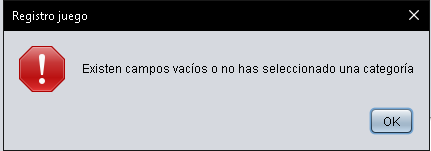 Registro juego
Existen campos vacíos o no has seleccionado una categoría
OK